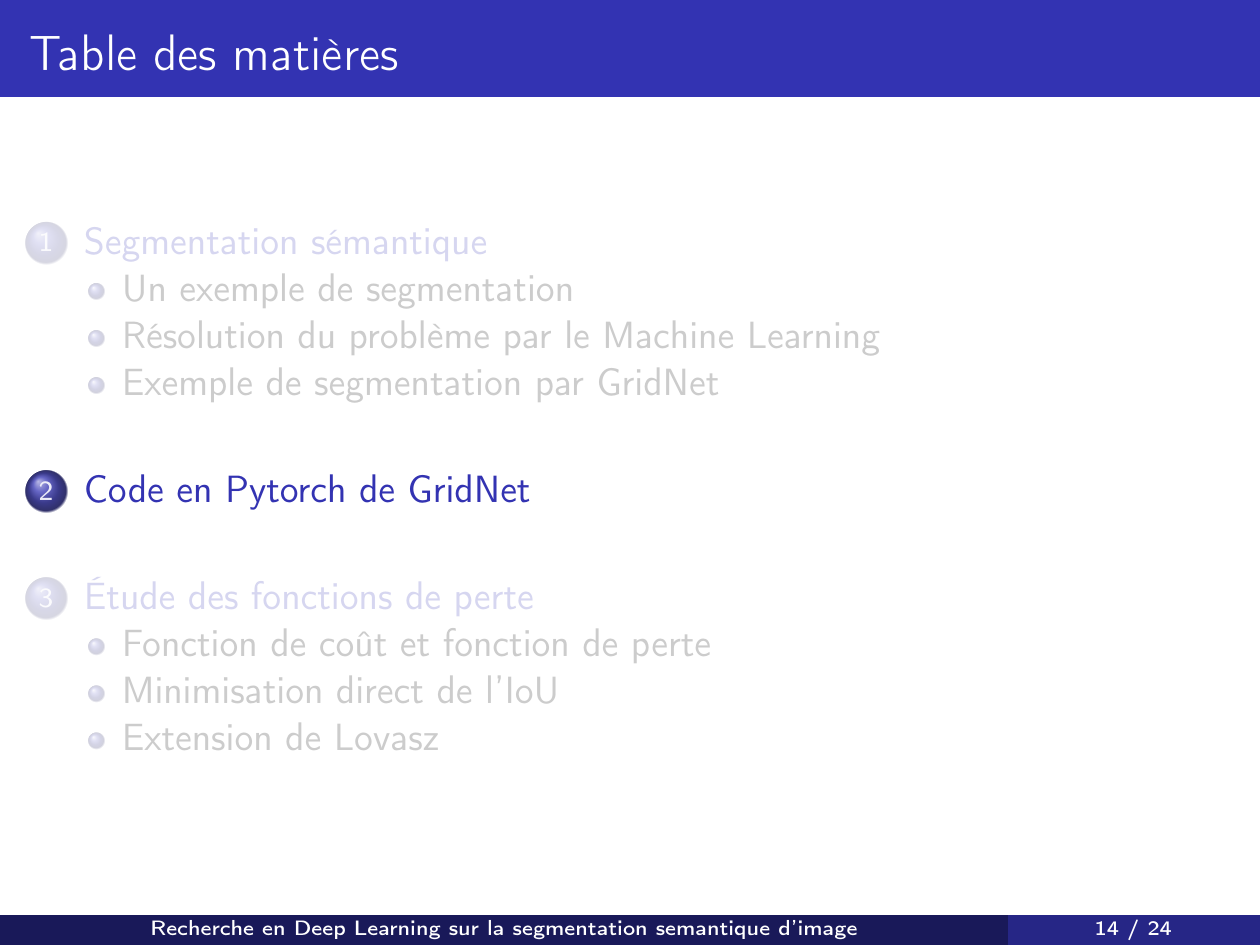 Table des matières
1 Segmentation sémantique
Un exemple de segmentation
Résolution du problème par le Machine Learning
Exemple de segmentation par GridNet
2 Code en Pytorch de GridNet
3 Étude des fonctions de perte
Fonction de coût et fonction de perte
Minimisation direct de l'IoU
Extension de Lovasz
Recherche en Deep Learning sur la segmentation semantique d'image 14 / 24